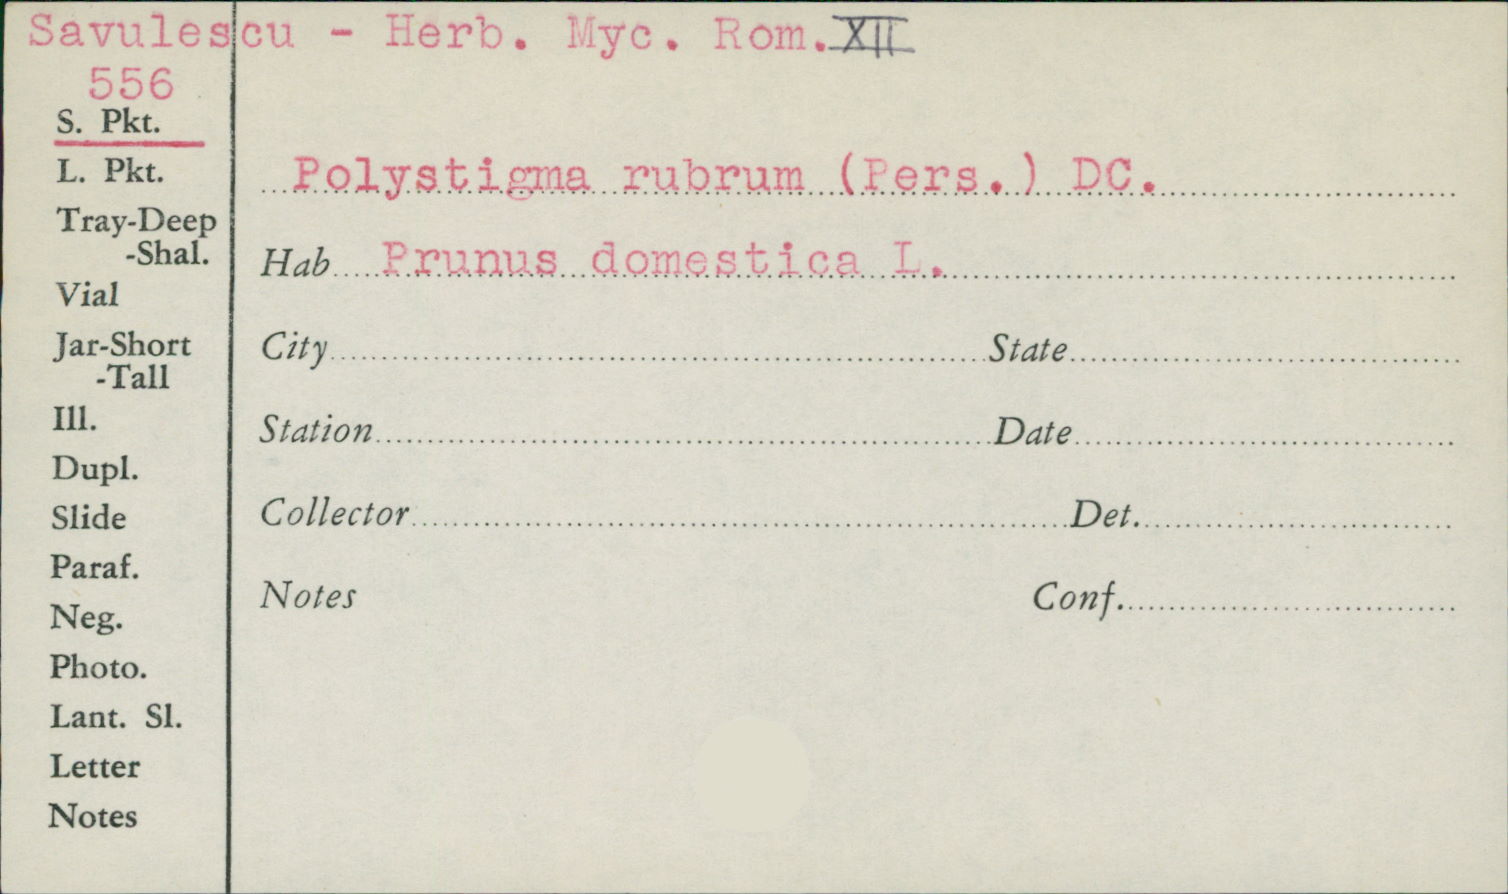 Savulescu - Herb. Myc. Rom. XII
556
S. Pkt.
L. Pkt.
Polystigma rubrum (Pers.) DC.
Tray-Deep
-Shal.
Hab Prunus domestica L.
Vial
Jar-Short
-Tall
City State
Ill.
Station Date
Dupl.
Slide
Collector Det.
Paraf.
Notes Conf.
Neg.
Photo.
Lant. Sl.
Letter
Notes